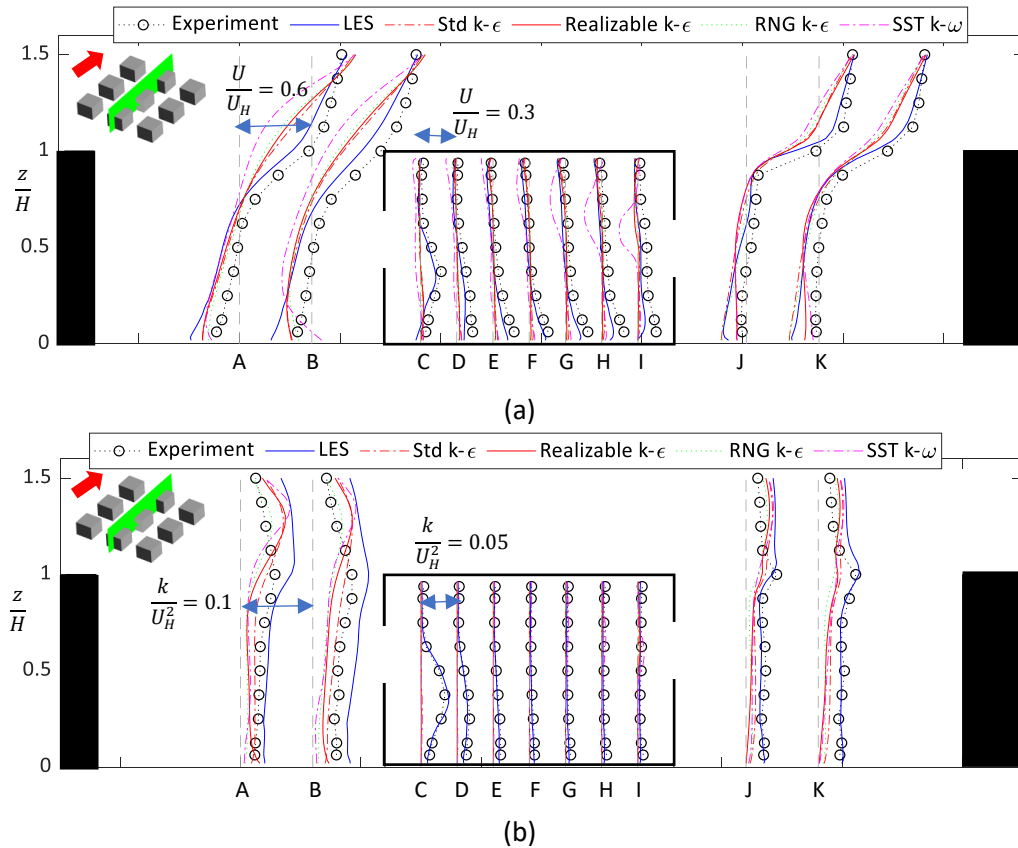 Experiment LES Std k-ϵ Realizable k-ϵ RNG k-ϵ SST k-ω
1.5
U/U_H = 0.6
U/U_H = 0.3
1
z/H
0.5
0
A B C D E F G H I J K
(a)
Experiment LES Std k-ϵ Realizable k-ϵ RNG k-ϵ SST k-ω
1.5
k/U_H^2 = 0.05
1
z/H
k/U_H^2 = 0.1
0.5
0
A B C D E F G H I J K
(b)